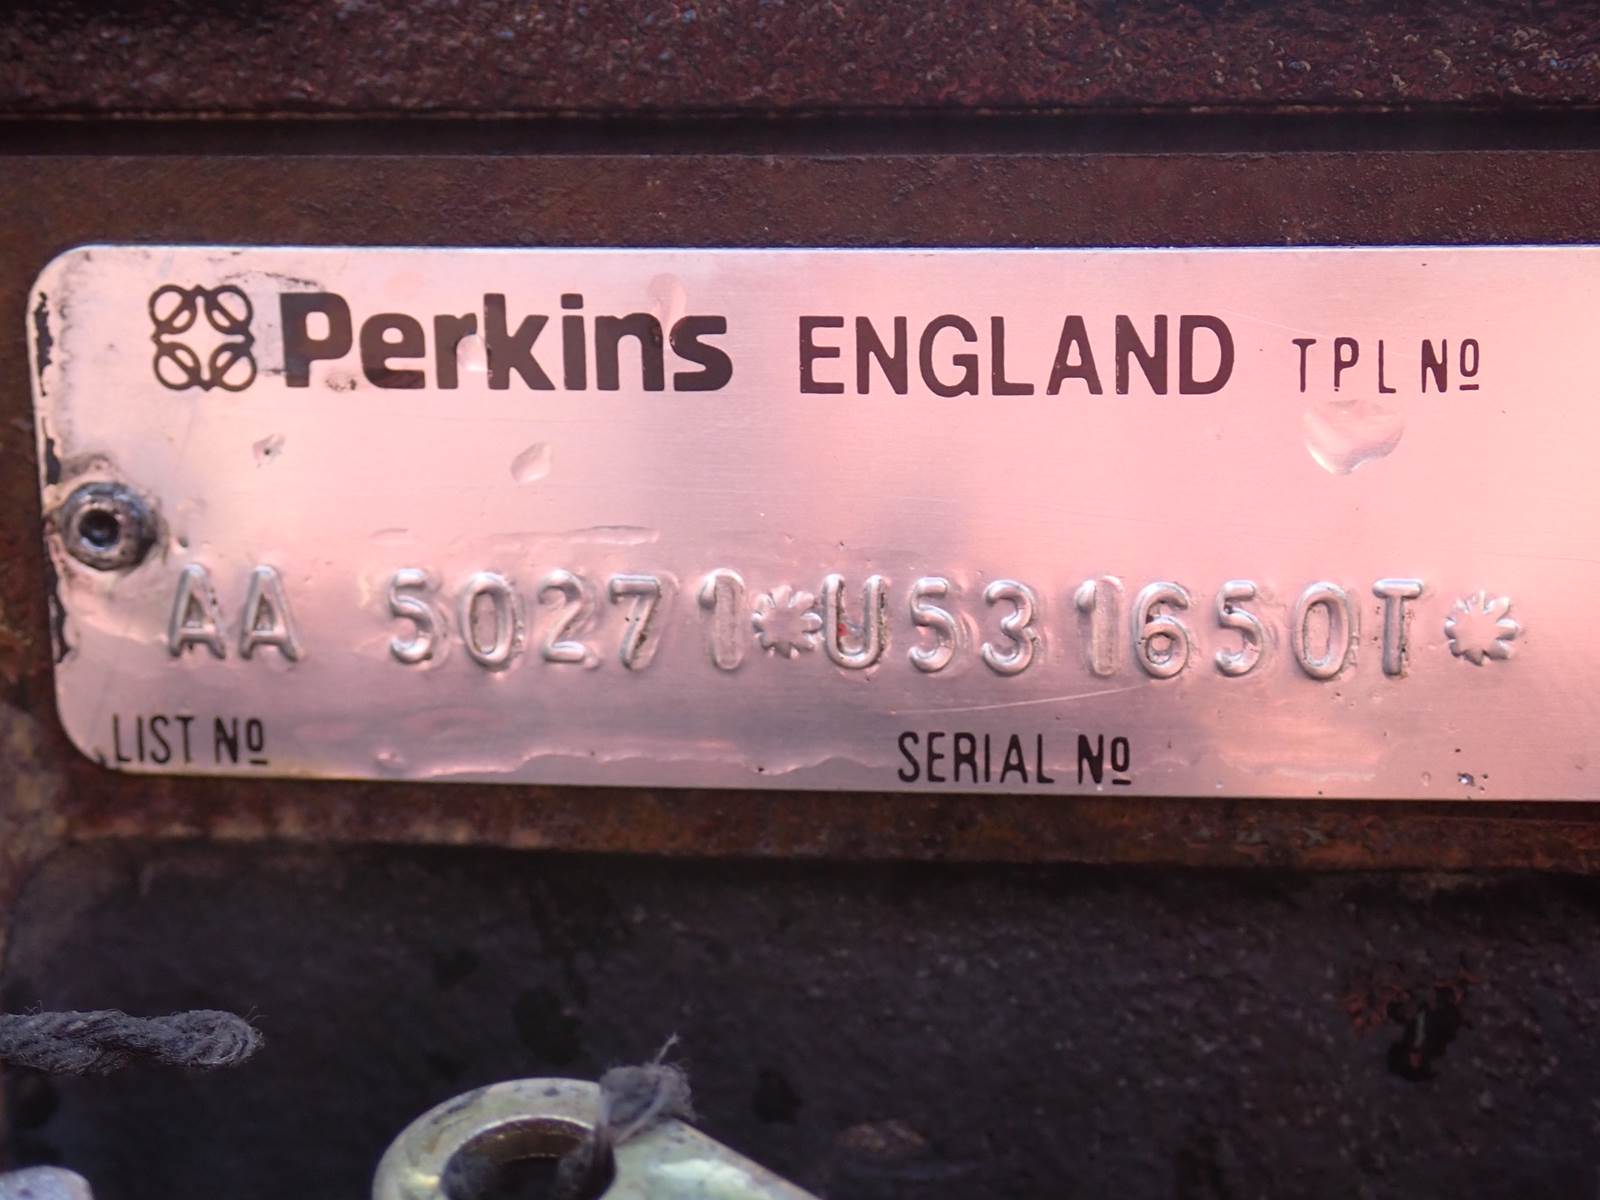 Perkins ENGLAND TPL Nº
AA 50271*U531650T*
LIST Nº SERIAL Nº